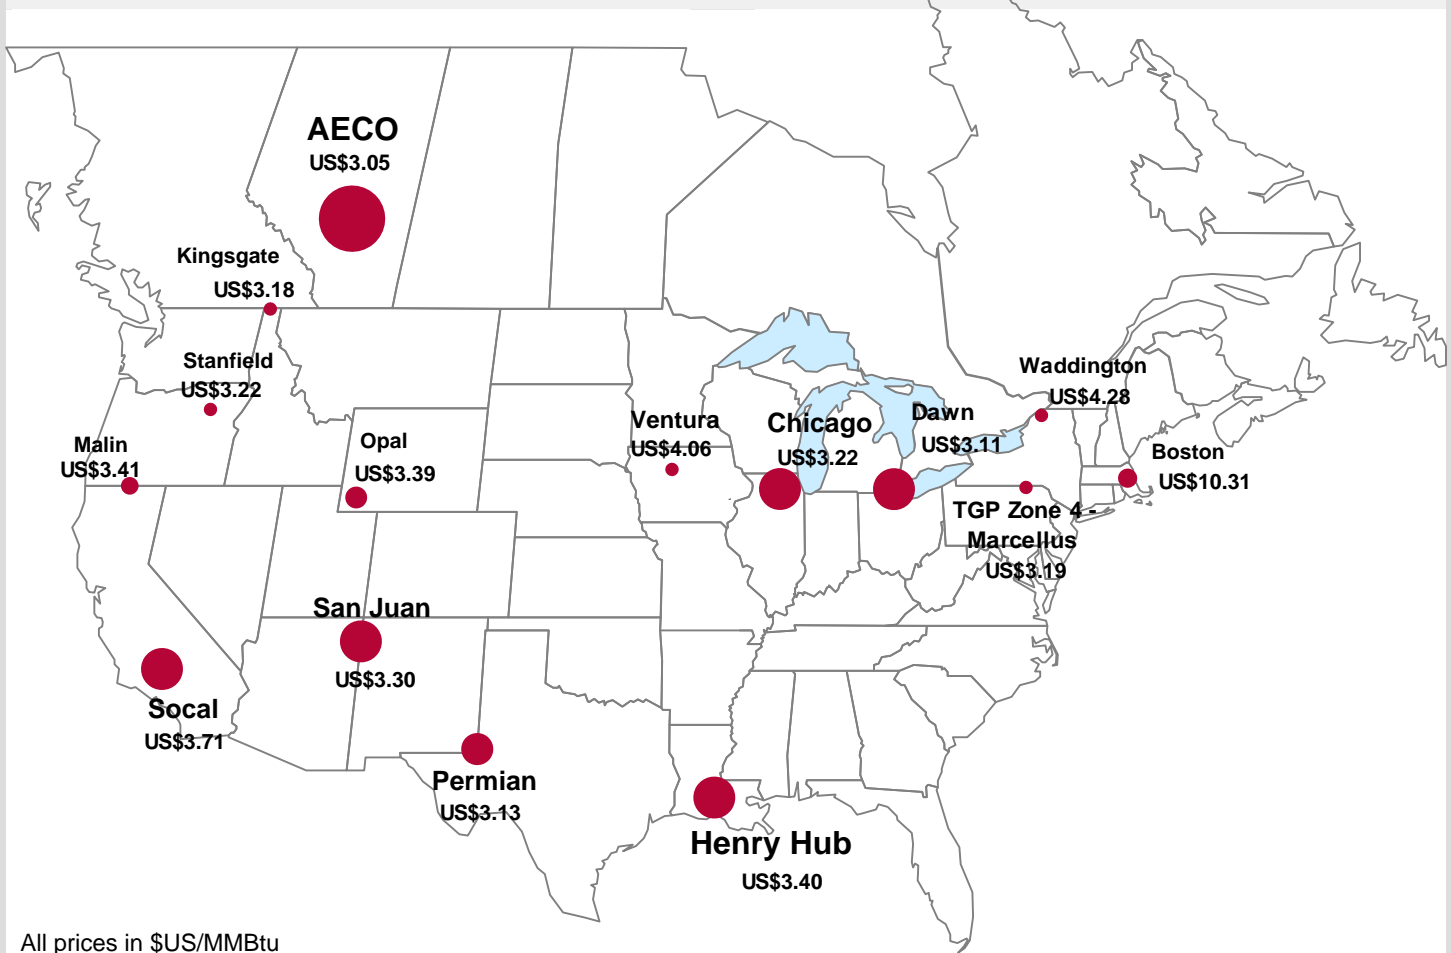 AECO
US$3.05
Kingsgate
US$3.18
Stanfield
US$3.22
Malin
US$3.41
Opal
US$3.39
Ventura
US$4.06
Chicago
US$3.22
Dawn
US$3.11
Waddington
US$4.28
Boston
US$10.31
TGP Zone 4 -
Marcellus
US$3.19
San Juan
US$3.30
Socal
US$3.71
Permian
US$3.13
Henry Hub
US$3.40
All prices in $US/MMBtu